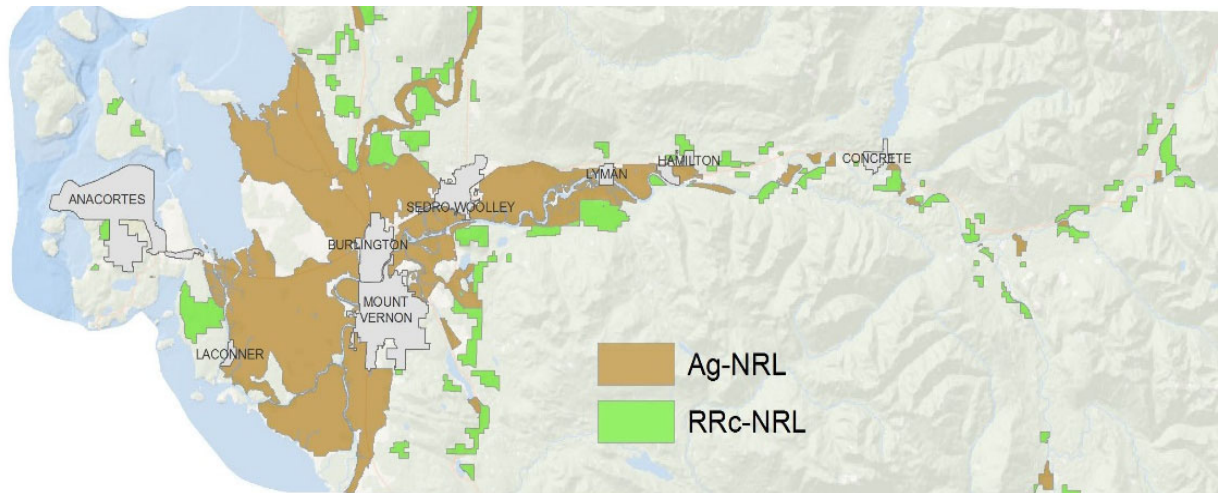 CONCRETE
HAMILTON
LYMAN
ANACORTES
SEDRO-WOOLLEY
BURLINGTON
MOUNT
VERNON
LACONNER
Ag-NRL
RRc-NRL